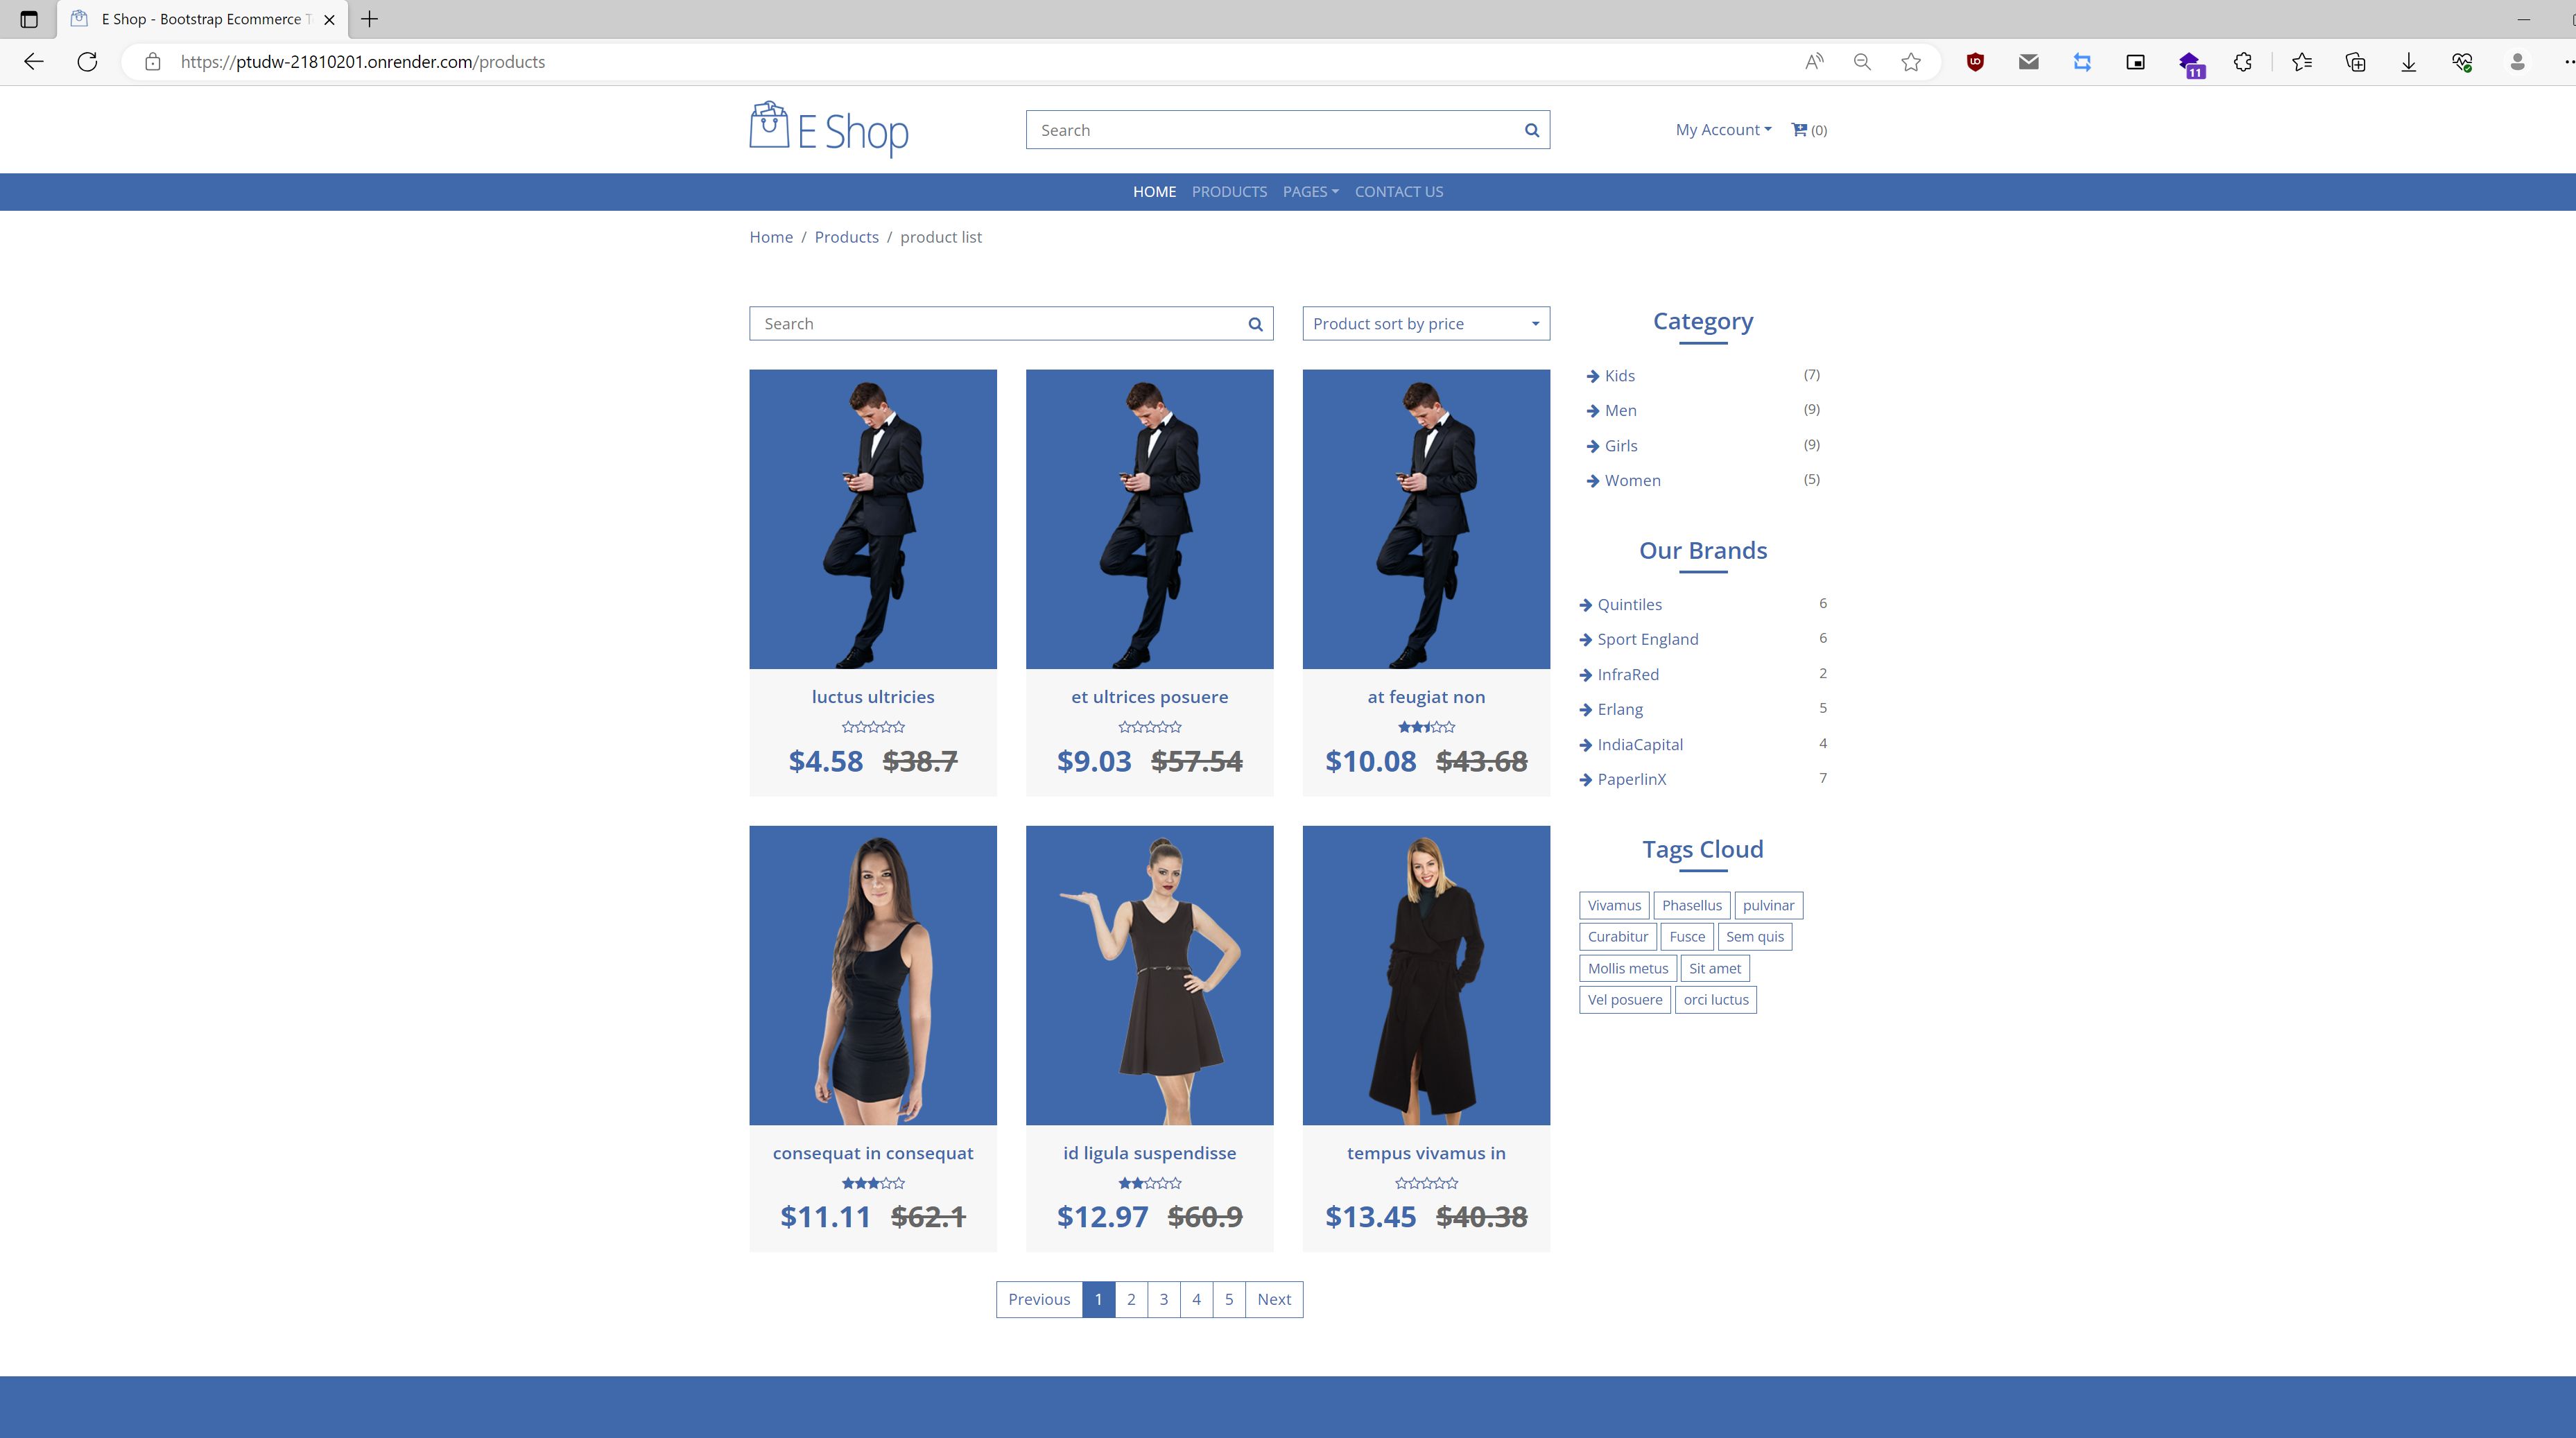 E Shop - Bootstrap Ecommerce T
https://ptudw-21810201.onrender.com/products
11
E Shop
Search
My Account
(0)
HOME PRODUCTS PAGES CONTACT US
Home / Products / product list
Search
Product sort by price
luctus ultricies
$4.58 $38.7
et ultrices posuere
$9.03 $57.54
at feugiat non
$10.08 $43.68
consequat in consequat
$11.11 $62.1
id ligula suspendisse
$12.97 $60.9
tempus vivamus in
$13.45 $40.38
Previous 1 2 3 4 5 Next
Category
Kids (7)
Men (9)
Girls (9)
Women (5)
Our Brands
Quintiles 6
Sport England 6
InfraRed 2
Erlang 5
IndiaCapital 4
PaperlinX 7
Tags Cloud
Vivamus Phasellus pulvinar
Curabitur Fusce Sem quis
Mollis metus Sit amet
Vel posuere orci luctus